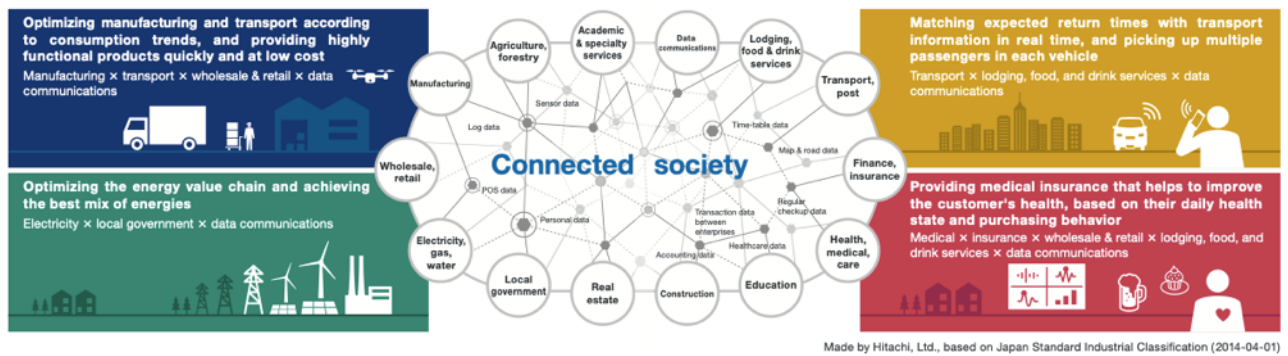 Optimizing manufacturing and transport according
to consumption trends, and providing highly
functional products quickly and at low cost
Manufacturing × transport × wholesale & retail × data
communications
Optimizing the energy value chain and achieving
the best mix of energies
Electricity × local government × data communications
Manufacturing
Agriculture,
forestry
Academic
& specialty
services
Data
communications
Lodging,
food & drink
services
Transport,
post
Sensor data
Log data
Time-table data
Map & road data
Wholesale,
retail
Connected society
Finance,
insurance
POS data
Personal data
Transaction data
between
enterprises
Regular
checkup data
Healthcare data
Accounting data
Electricity,
gas,
water
Local
government
Real
estate
Construction
Education
Health,
medical,
care
Matching expected return times with transport
information in real time, and picking up multiple
passengers in each vehicle
Transport × lodging, food, and drink services × data
communications
Providing medical insurance that helps to improve
the customer's health, based on their daily health
state and purchasing behavior
Medical × insurance × wholesale & retail × lodging, food, and
drink services × data communications
Made by Hitachi, Ltd., based on Japan Standard Industrial Classification (2014-04-01)